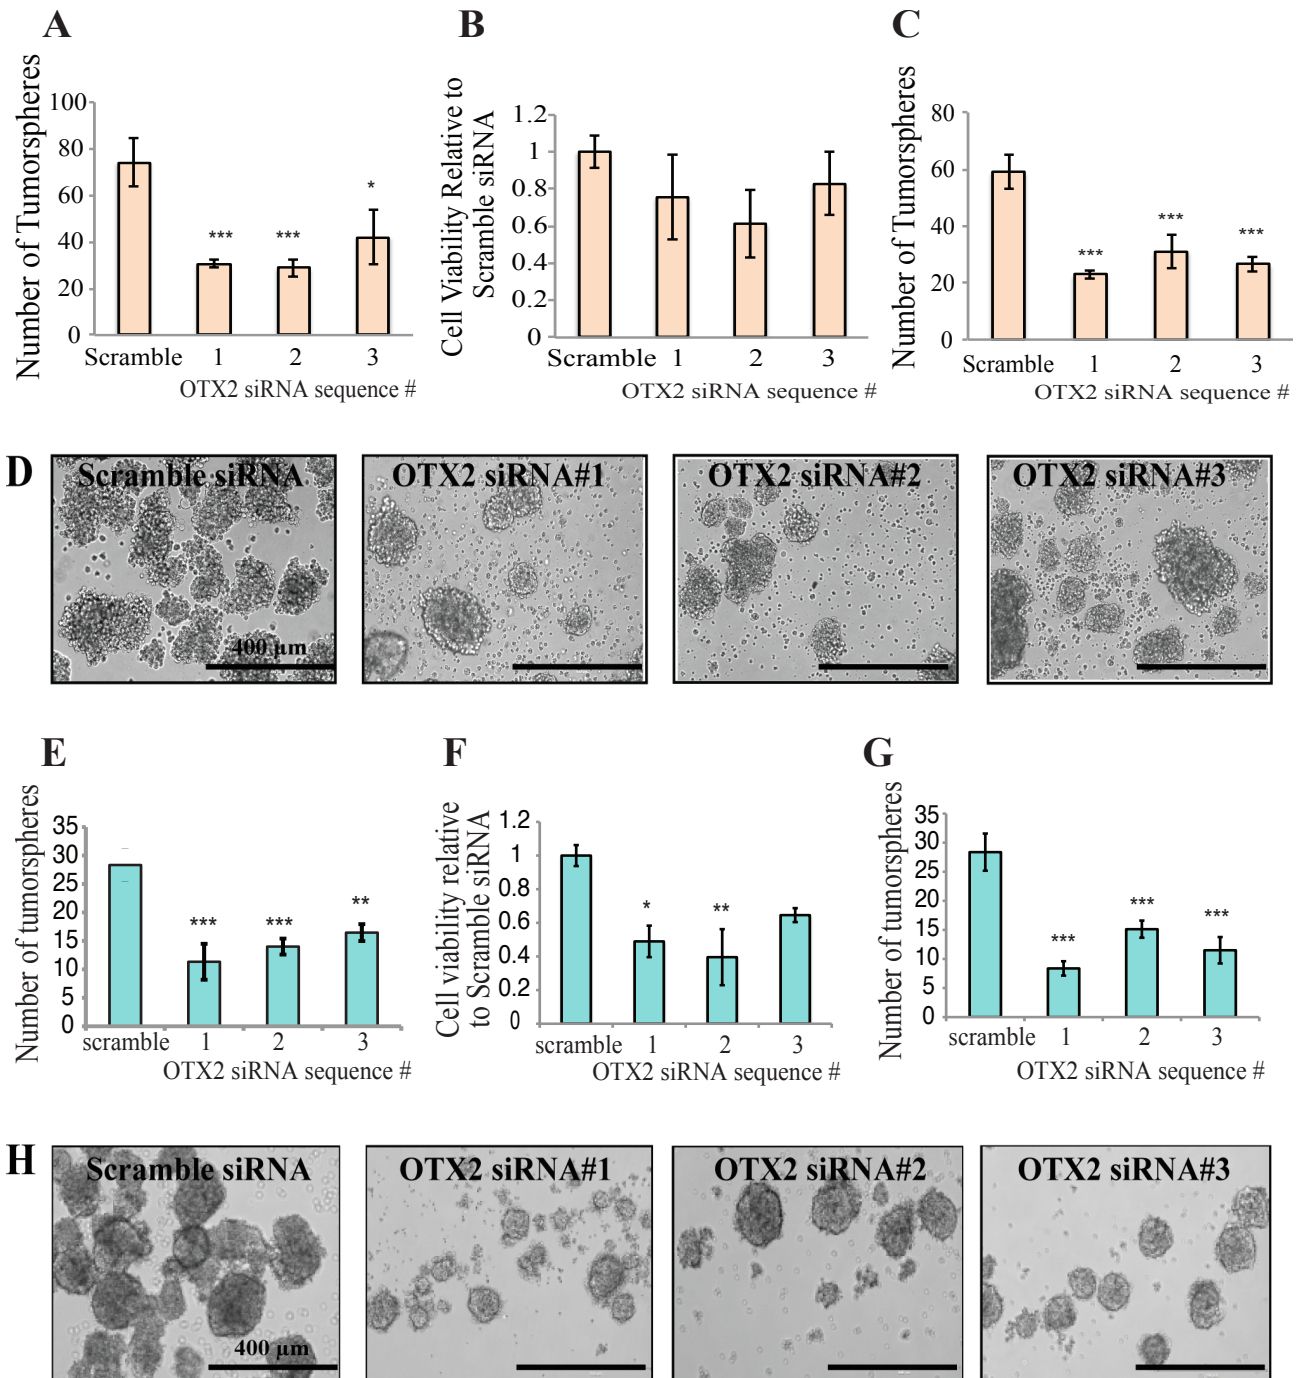 A
Number of Tumorspheres
100
80
60
40
20
0
***
***
*
Scramble 1 2 3
OTX2 siRNA sequence #
B
Cell Viability Relative to
Scramble siRNA
1.2
1
0.8
0.6
0.4
0.2
0
Scramble 1 2 3
OTX2 siRNA sequence #
C
Number of Tumorspheres
80
60
40
20
0
***
***
***
Scramble 1 2 3
OTX2 siRNA sequence #
D
Scramble siRNA
400 µm
OTX2 siRNA#1
OTX2 siRNA#2
OTX2 siRNA#3
E
Number of tumorspheres
35
30
25
20
15
10
5
0
***
***
**
scramble 1 2 3
OTX2 siRNA sequence #
F
Cell viability relative
to Scramble siRNA
1.2
1
0.8
0.6
0.4
0.2
0
*
**
scramble 1 2 3
OTX2 siRNA sequence #
G
Number of tumorspheres
35
30
25
20
15
10
5
0
***
***
***
scramble 1 2 3
OTX2 siRNA sequence #
H
Scramble siRNA
400 µm
OTX2 siRNA#1
OTX2 siRNA#2
OTX2 siRNA#3